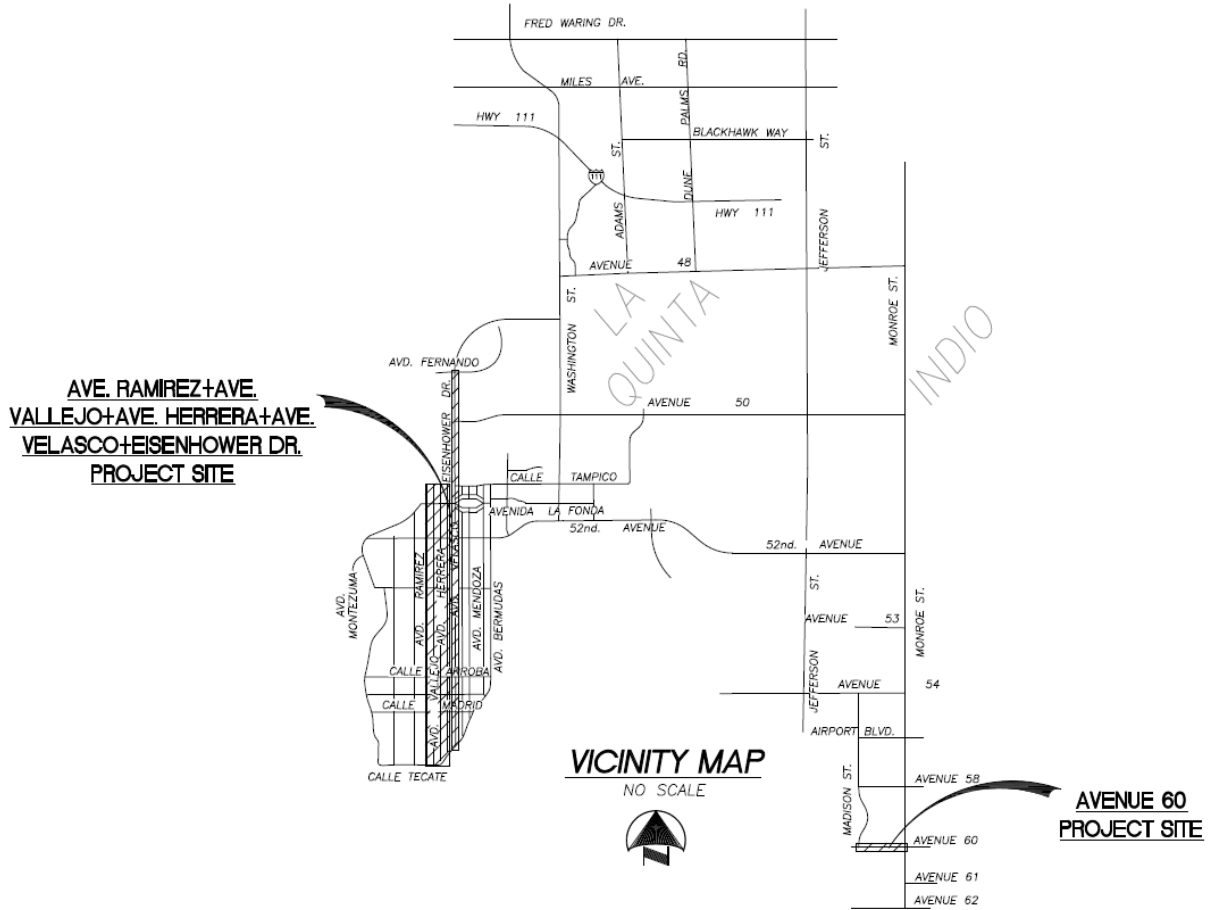 FRED WARING DR.
MILES AVE.
HWY 111
PALMS RD.
BLACKHAWK WAY
111
ADAMS ST.
DUNE
HWY 111
JEFFERSON ST.
AVENUE 48
LA QUINTA
INDIO
WASHINGTON ST.
MONROE ST.
AVD. FERNANDO
EISENHOWER DR.
AVENUE 50
AVE. RAMIREZ+AVE.
VALLEJO+AVE. HERRERA+AVE.
VELASCO+EISENHOWER DR.
PROJECT SITE
CALLE TAMPICO
AVENIDA LA FONDA
52nd. AVENUE
52nd. AVENUE
AVD. MONTEZUMA
AVD. RAMIREZ
AVD. HERRERA
AVD. VELASCO
AVD. MENDOZA
AVD. BERMUDAS
AVD. VALLEJO
CALLE ARROBA
CALLE MADRID
CALLE TECATE
JEFFERSON ST.
MONROE ST.
AVENUE 53
AVENUE 54
AIRPORT BLVD.
MADISON ST.
AVENUE 58
AVENUE 60
AVENUE 61
AVENUE 62
VICINITY MAP
NO SCALE
N
AVENUE 60
PROJECT SITE